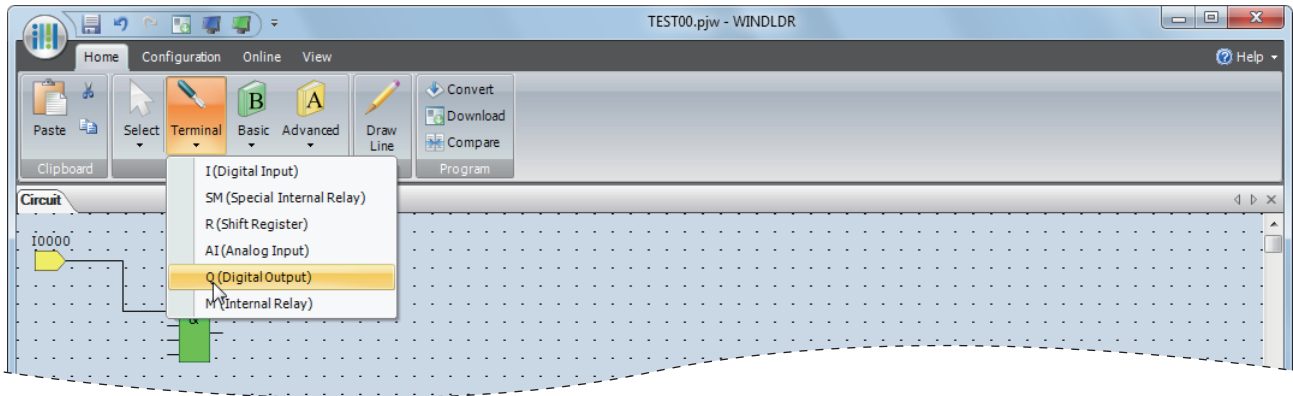 TEST00.pjw - WINDLDR
Home Configuration Online View Help
Paste Select Terminal B Basic A Advanced Draw Line Convert
Download
Compare
Clipboard Program
I (Digital Input)
SM (Special Internal Relay)
R (Shift Register)
AI (Analog Input)
Q (Digital Output)
M (Internal Relay)
Circuit
I0000
&